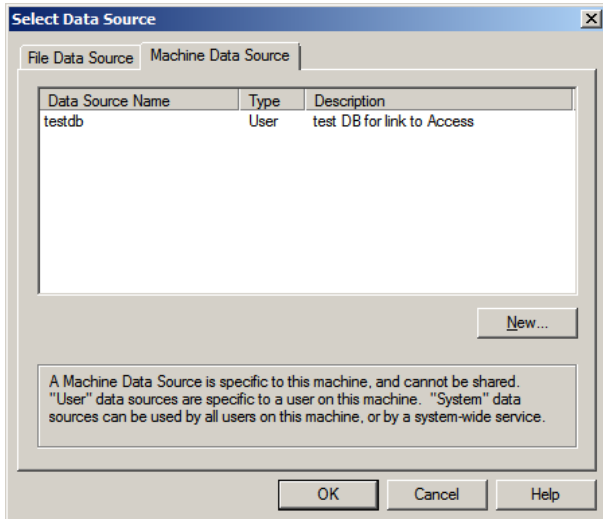 Select Data Source
File Data Source Machine Data Source
Data Source Name Type Description
testdb User test DB for link to Access
New...
A Machine Data Source is specific to this machine, and cannot be shared.
"User" data sources are specific to a user on this machine. "System" data
sources can be used by all users on this machine, or by a system-wide service.
OK Cancel Help